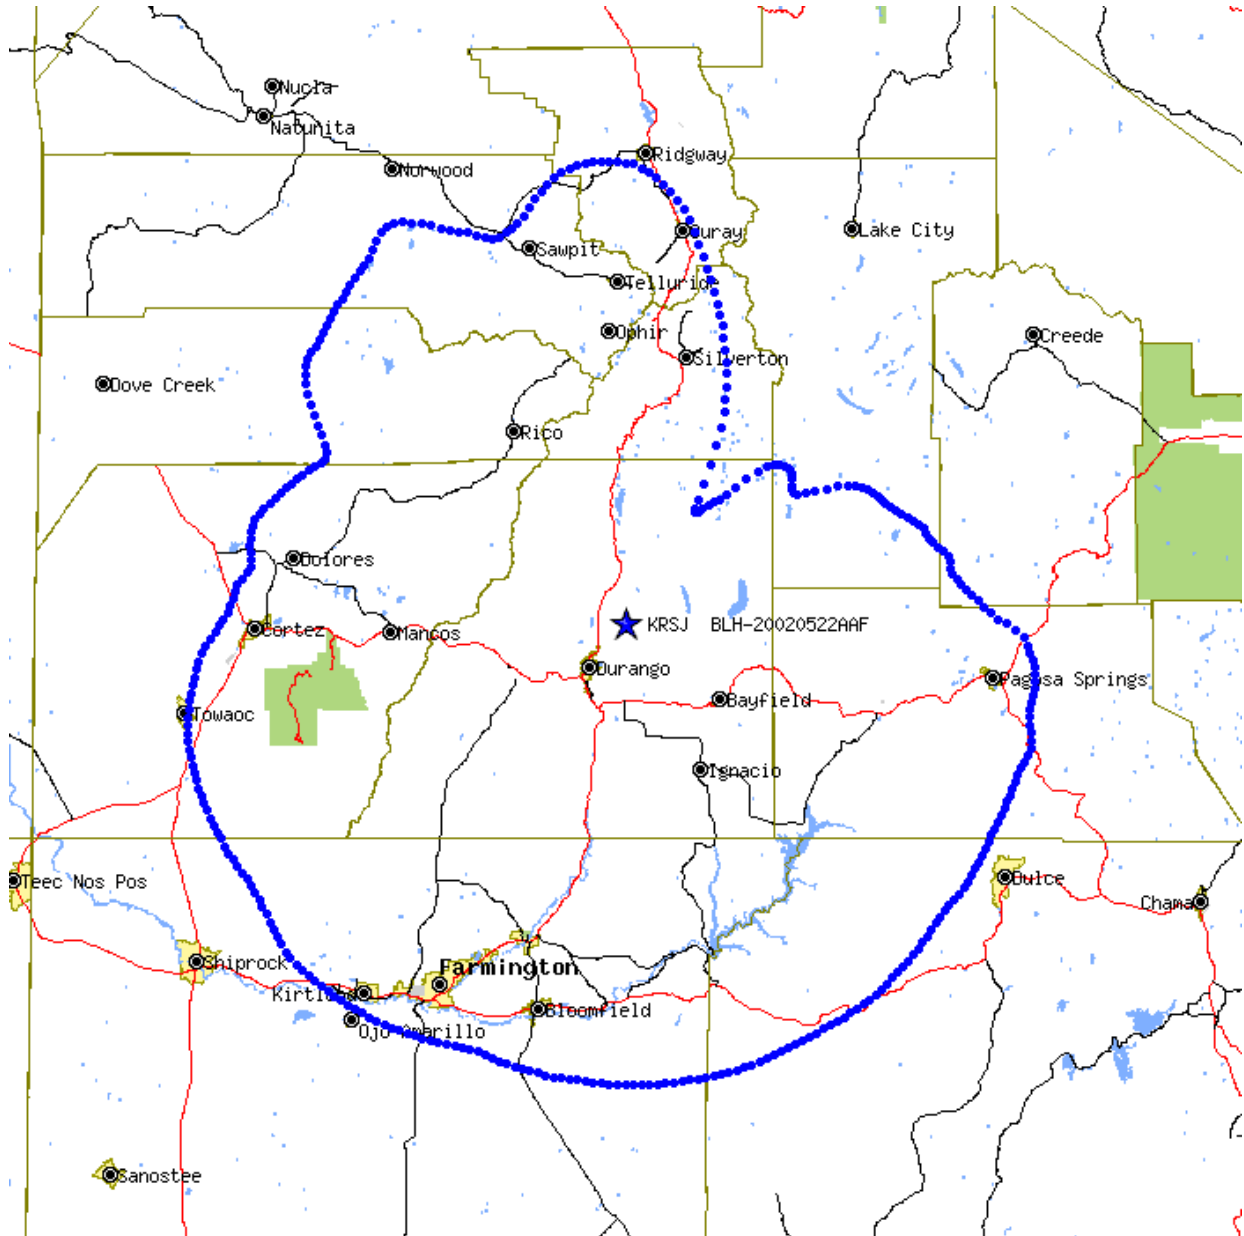 Nucla
Natunita
Ridgway
Norwood
Ouray
Lake City
Sawpit
Telluride
Ophir
Creede
Silverton
Dove Creek
Rico
Dolores
KRSJ BLH-20020522AAF
Cortez
Mancos
Durango
Pagosa Springs
Bayfield
Towaoc
Ignacio
Dulce
Teec Nos Pos
Chama
Shiprock
Farmington
Kirtland
Bloomfield
Ojo Amarillo
Sanostee